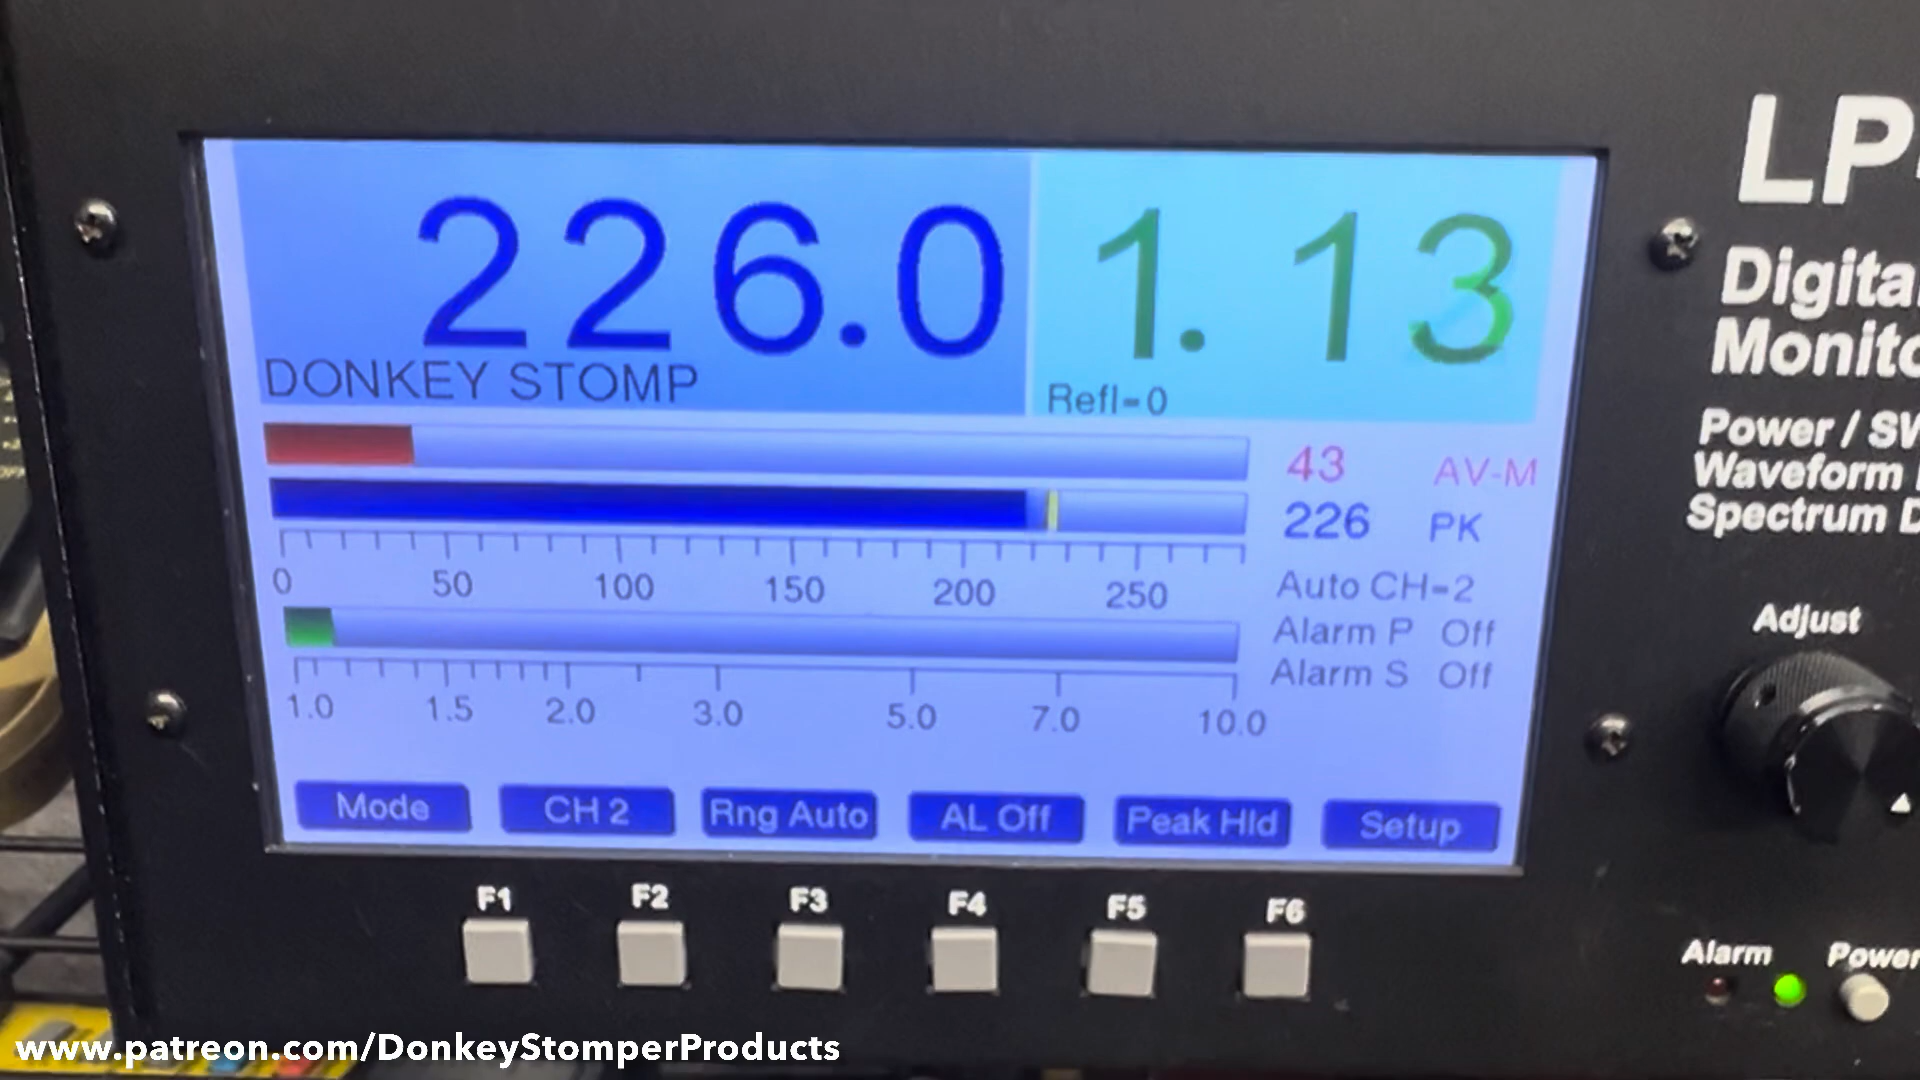 226.0
1.13
DONKEY STOMP
Refl=0
43 AV-M
226 PK
0 50 100 150 200 250
Auto CH=2
Alarm P Off
Alarm S Off
1.0 1.5 2.0 3.0 5.0 7.0 10.0
Mode CH 2 Rng Auto AL Off Peak Hld Setup
F1 F2 F3 F4 F5 F6
LP
Digita
Monito
Power / SW
Waveform
Spectrum D
Adjust
Alarm
Power
www.patreon.com/DonkeyStomperProducts